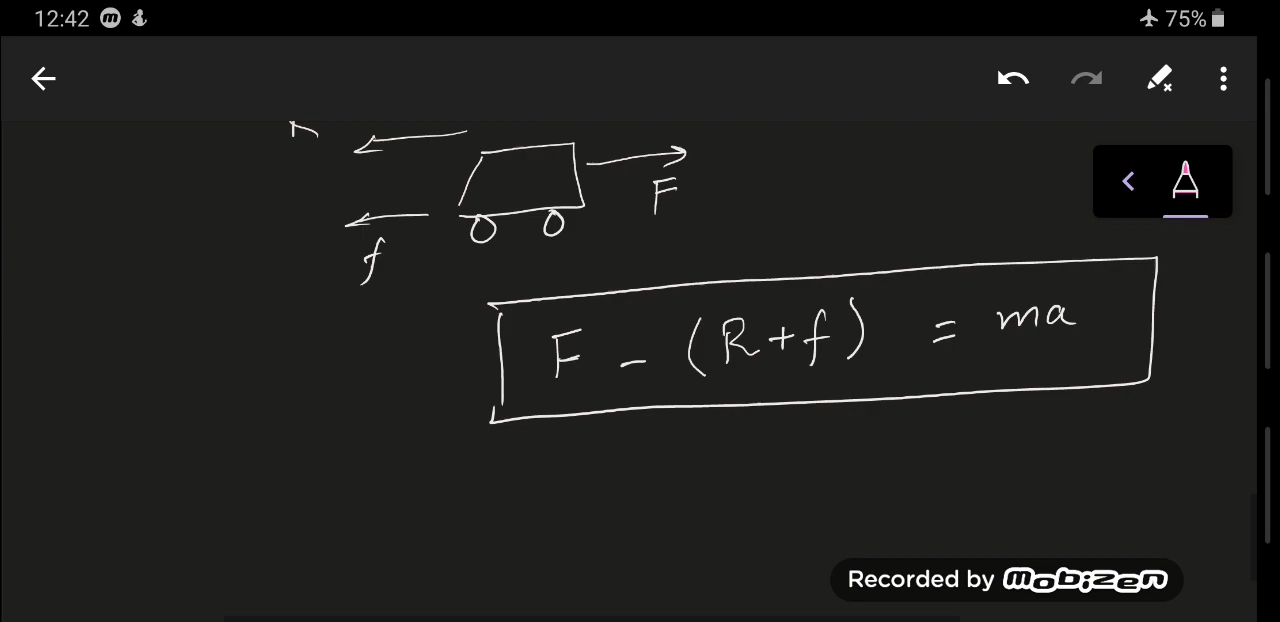 12:42 75%
F
f
F - (R+f) = ma
Recorded by mobizen